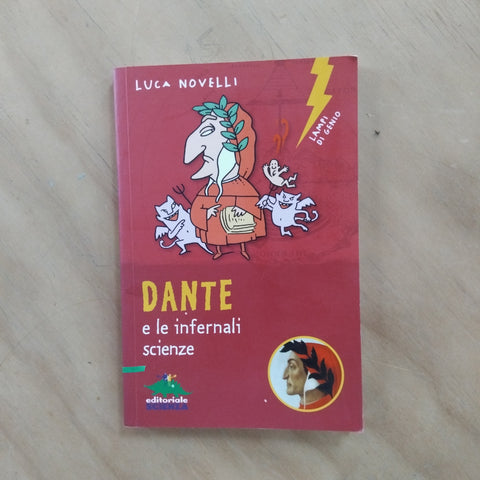 LUCA NOVELLI
LAMPI
DI GENIO
DANTE
e le infernali
scienze
editoriale
SCIENZA